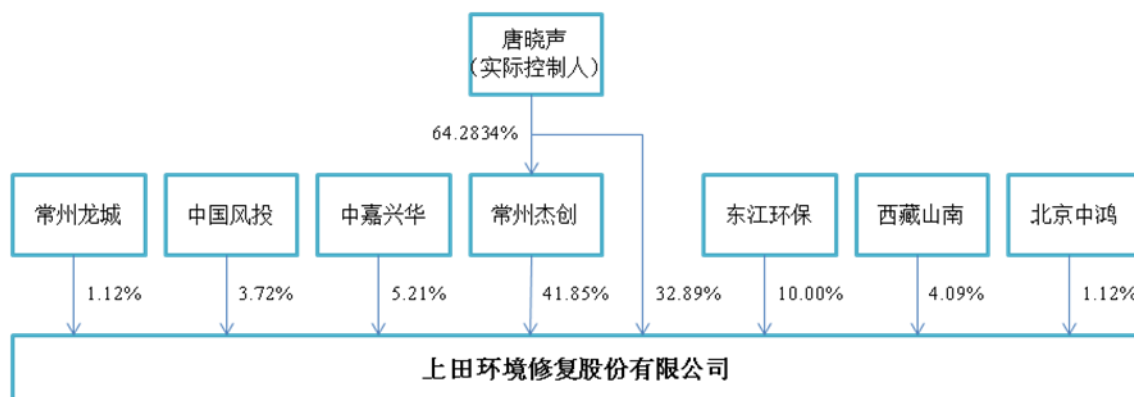 唐晓声
（实际控制人）
64.2834%
常州龙城
中国风投
中嘉兴华
常州杰创
东江环保
西藏山南
北京中鸿
1.12%
3.72%
5.21%
41.85%
32.89%
10.00%
4.09%
1.12%
上田环境修复股份有限公司